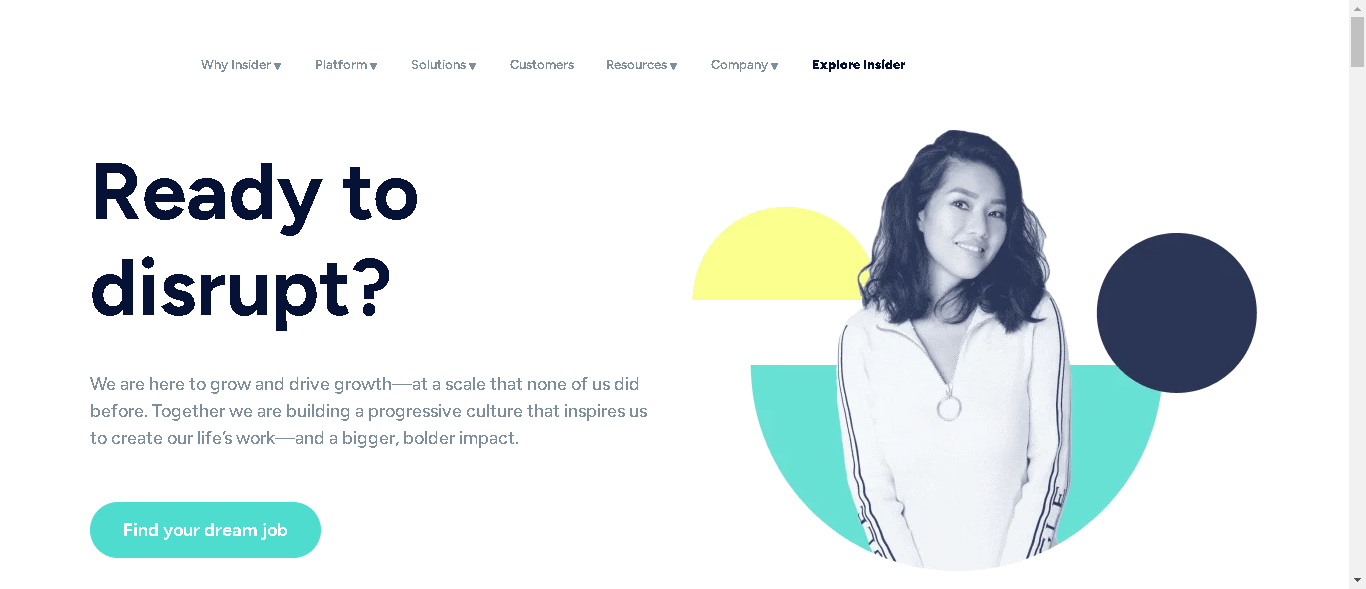 Why Insider ▼ Platform ▼ Solutions ▼ Customers Resources ▼ Company ▼ Explore Insider
Ready to
disrupt?
We are here to grow and drive growth—at a scale that none of us did
before. Together we are building a progressive culture that inspires us
to create our life’s work—and a bigger, bolder impact.
Find your dream job